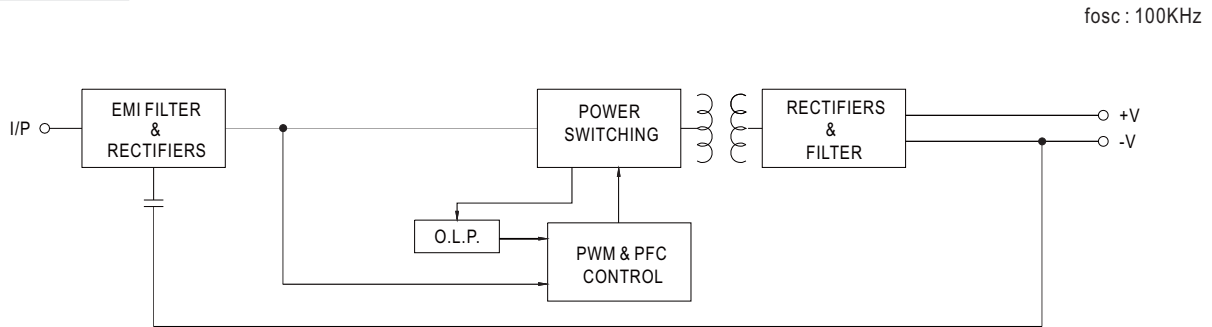 fosc : 100KHz
I/P
EMI FILTER
&
RECTIFIERS
POWER
SWITCHING
RECTIFIERS
&
FILTER
+V
-V
O.L.P.
PWM & PFC
CONTROL